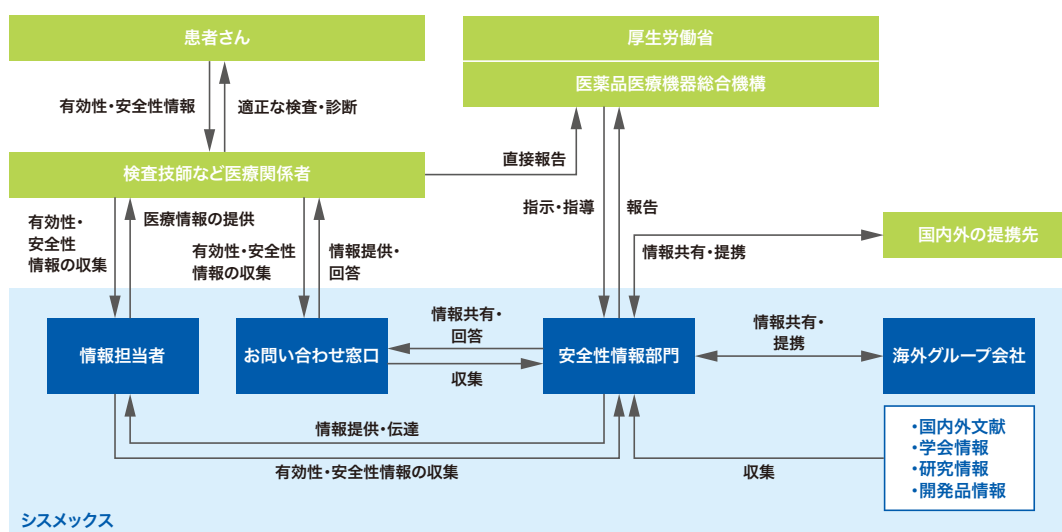 患者さん
厚生労働省
医薬品医療機器総合機構
有効性・安全性情報
適正な検査・診断
検査技師など医療関係者
直接報告
指示・指導
報告
有効性・
安全性
情報の収集
医療情報の提供
有効性・安全性
情報の収集
情報提供・
回答
情報共有・提携
国内外の提携先
情報担当者
お問い合わせ窓口
情報共有・
回答
収集
安全性情報部門
情報共有・
提携
海外グループ会社
情報提供・伝達
有効性・安全性情報の収集
収集
・国内外文献
・学会情報
・研究情報
・開発品情報
シスメックス